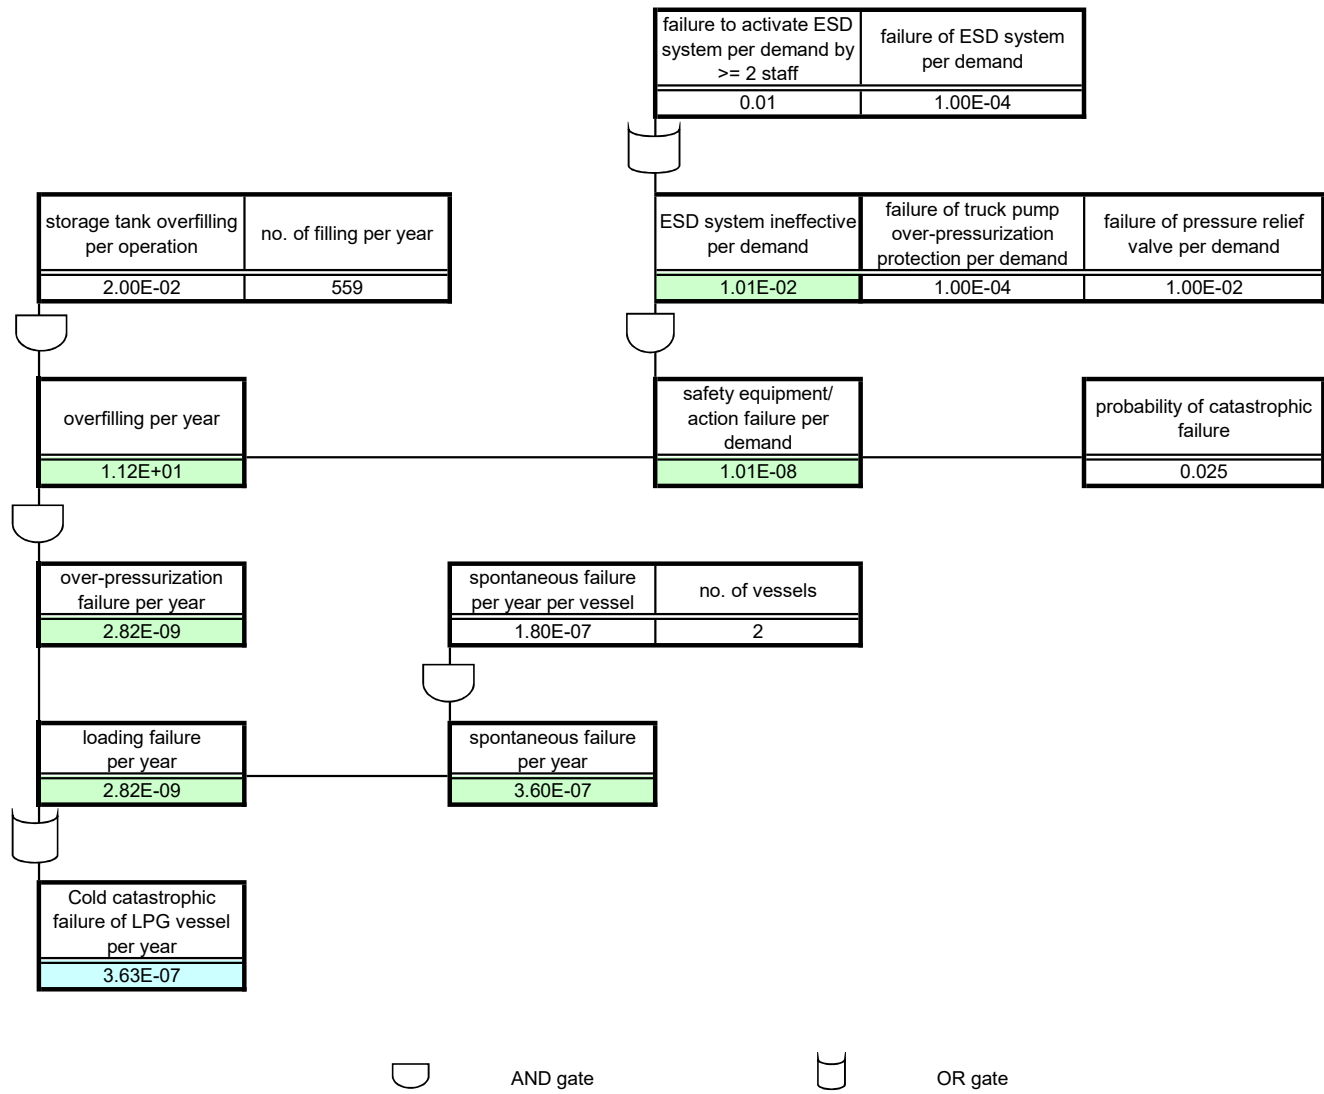 failure to activate ESD
system per demand by
>= 2 staff
failure of ESD system
per demand
0.01
1.00E-04
storage tank overfilling
per operation
no. of filling per year
2.00E-02
559
ESD system ineffective
per demand
failure of truck pump
over-pressurization
protection per demand
failure of pressure relief
valve per demand
1.01E-02
1.00E-04
1.00E-02
overfilling per year
1.12E+01
safety equipment/
action failure per
demand
1.01E-08
probability of catastrophic
failure
0.025
over-pressurization
failure per year
2.82E-09
spontaneous failure
per year per vessel
no. of vessels
1.80E-07
2
loading failure
per year
2.82E-09
spontaneous failure
per year
3.60E-07
Cold catastrophic
failure of LPG vessel
per year
3.63E-07
AND gate
OR gate